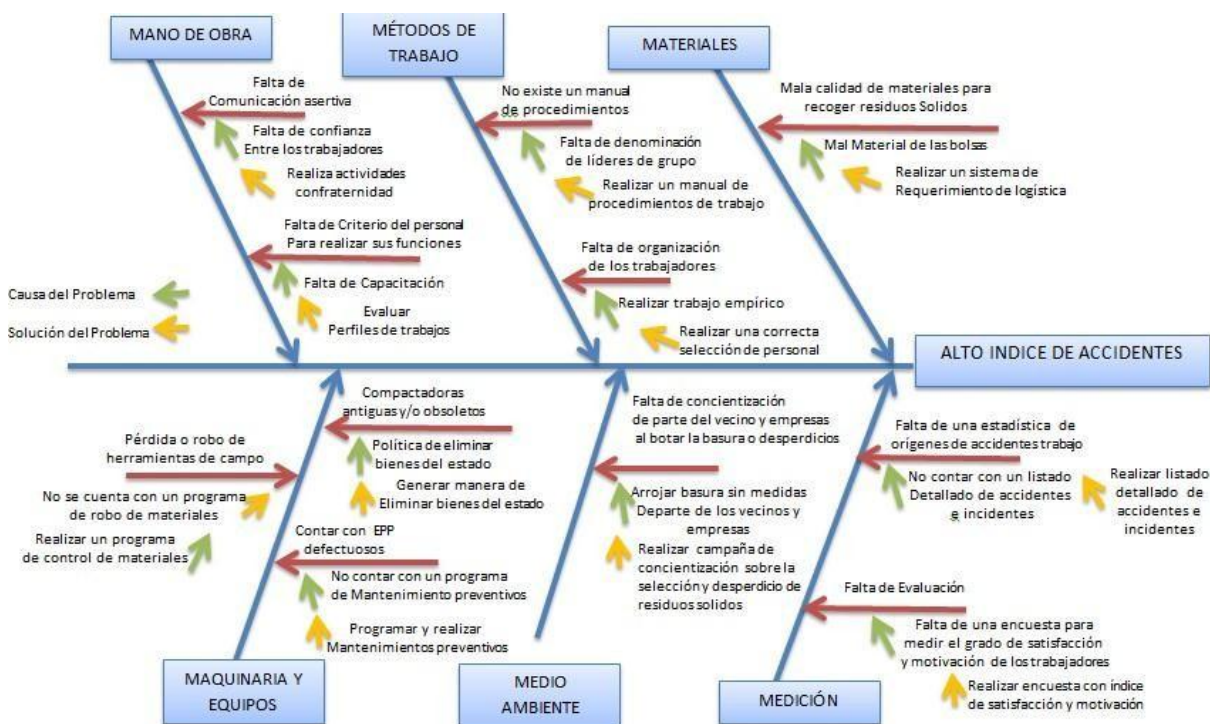 MANO DE OBRA
MÉTODOS DE
TRABAJO
MATERIALES
Falta de
Comunicación asertiva
Falta de confianza
Entre los trabajadores
Realiza actividades
confraternidad
Falta de Criterio del personal
Para realizar sus funciones
Falta de Capacitación
Evaluar
Perfiles de trabajos
No existe un manual
de procedimientos
Falta de denominación
de líderes de grupo
Realizar un manual de
procedimientos de trabajo
Falta de organización
de los trabajadores
Realizar trabajo empírico
Realizar una correcta
selección de personal
Mala calidad de materiales para
recoger residuos Solidos
Mal Material de las bolsas
Realizar un sistema de
Requerimiento de logística
Causa del Problema
Solución del Problema
ALTO INDICE DE ACCIDENTES
Compactadoras
antiguas y/o obsoletos
Política de eliminar
bienes del estado
Generar manera de
Eliminar bienes del estado
Pérdida o robo de
herramientas de campo
No se cuenta con un programa
de robo de materiales
Realizar un programa
de control de materiales
Contar con EPP
defectuosos
No contar con un programa
de Mantenimiento preventivos
Programar y realizar
Mantenimientos preventivos
Falta de concientización
de parte del vecino y empresas
al botar la basura o desperdicios
Arrojar basura sin medidas
Departe de los vecinos y
empresas
Realizar campaña de
concientización sobre la
selección y desperdicio de
residuos solidos
Falta de una estadística de
orígenes de accidentes trabajo
No contar con un listado
Detallado de accidentes
e incidentes
Realizar listado
detallado de
accidentes e
incidentes
Falta de Evaluación
Falta de una encuesta para
medir el grado de satisfacción
y motivación de los trabajadores
Realizar encuesta con índice
de satisfacción y motivación
MAQUINARIA Y
EQUIPOS
MEDIO
AMBIENTE
MEDICIÓN